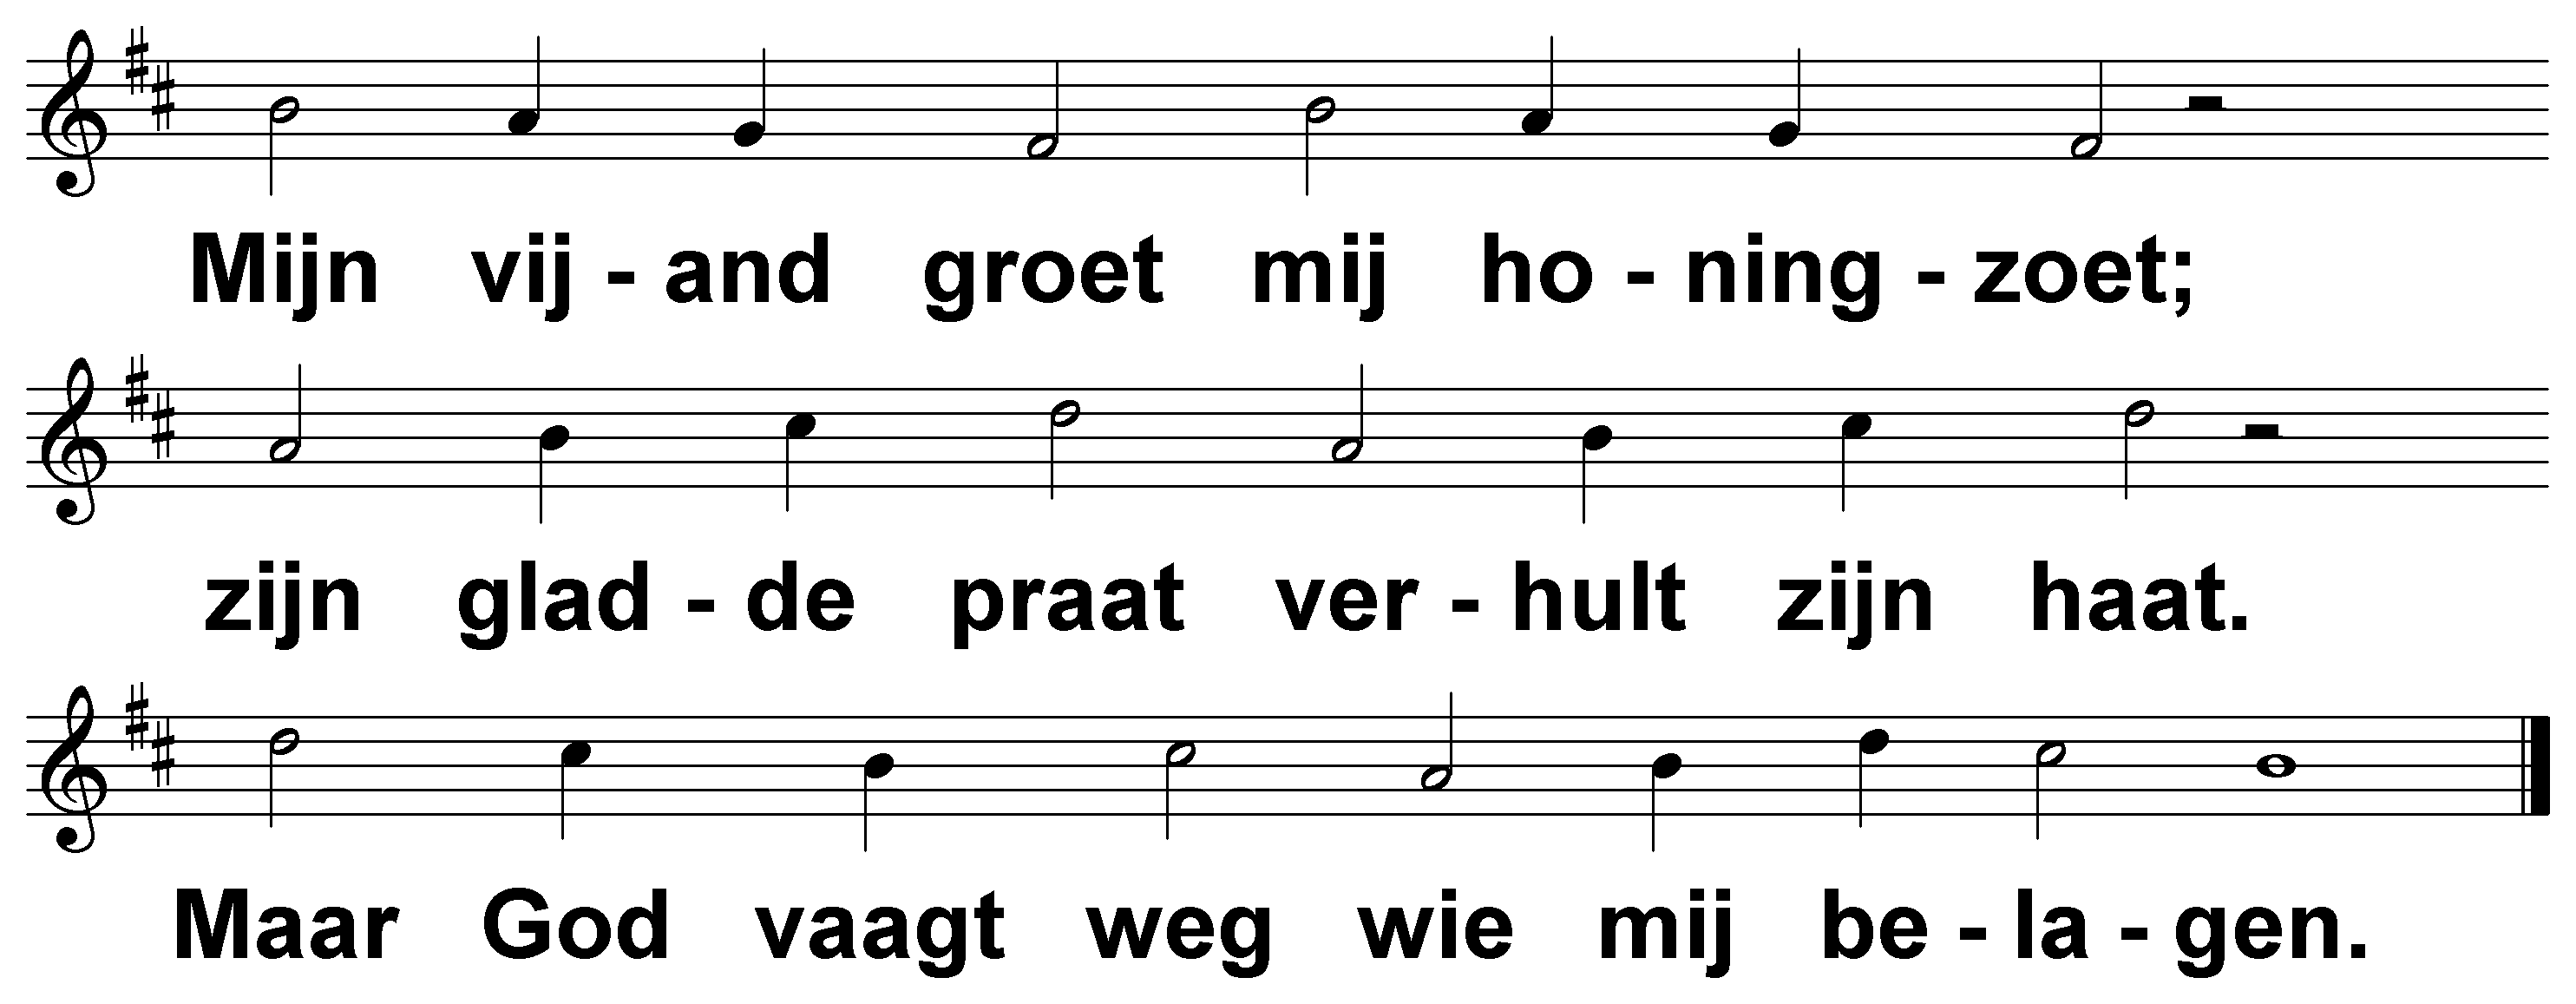 Mijn vij - and groet mij ho - ning - zoet;
zijn glad - de praat ver - hult zijn haat.
Maar God vaagt weg wie mij be - la - gen.